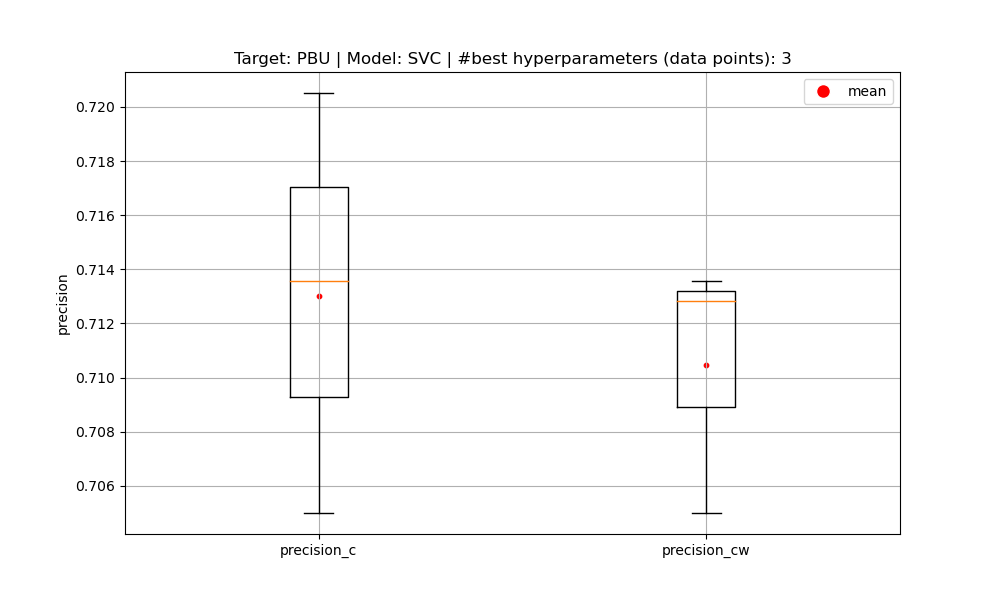 Target: PBU | Model: SVC | #best hyperparameters (data points): 3
mean
0.720
0.718
0.716
0.714
0.712
0.710
0.708
0.706
precision
precision_c
precision_cw